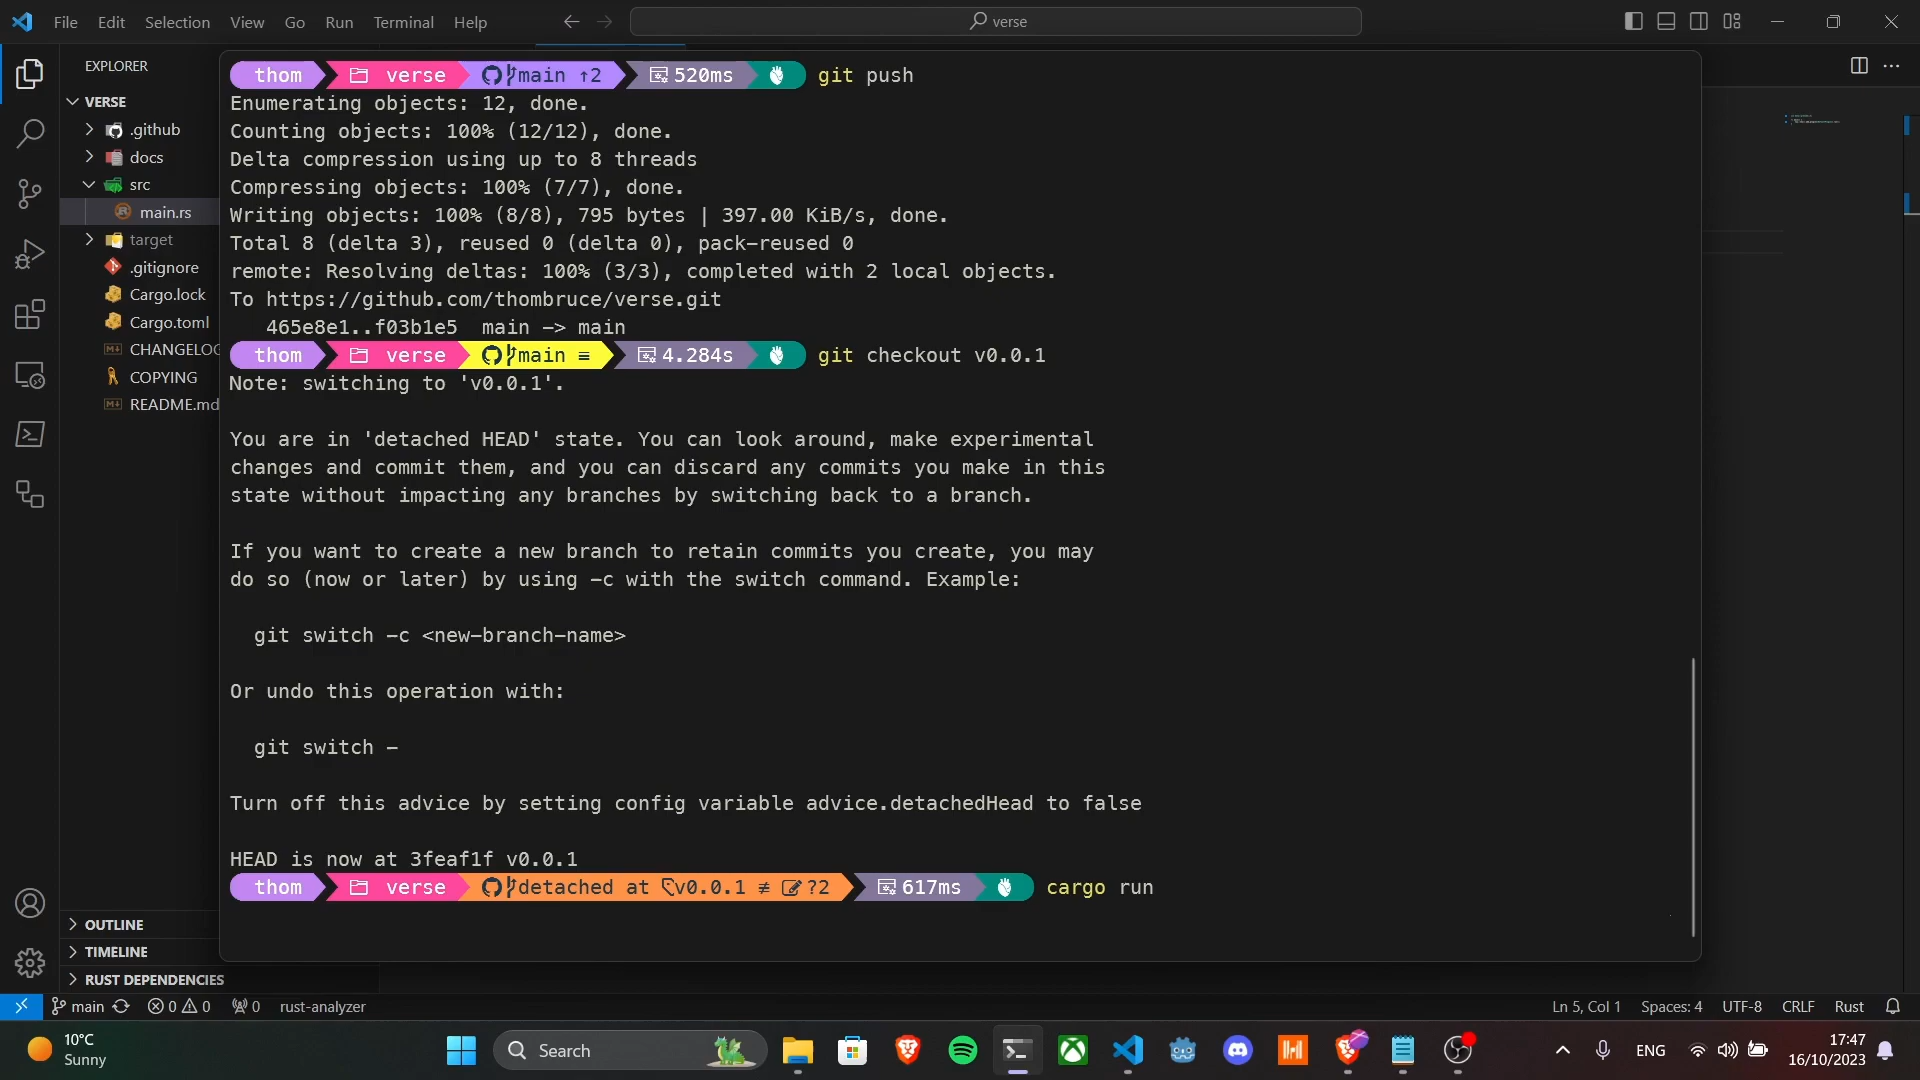 File Edit Selection View Go Run Terminal Help verse
EXPLORER
VERSE
.github
docs
src
main.rs
target
.gitignore
Cargo.lock
Cargo.toml
CHANGELOG
COPYING
README.md
OUTLINE
TIMELINE
RUST DEPENDENCIES
thom verse main ↑2 520ms git push
Enumerating objects: 12, done.
Counting objects: 100% (12/12), done.
Delta compression using up to 8 threads
Compressing objects: 100% (7/7), done.
Writing objects: 100% (8/8), 795 bytes | 397.00 KiB/s, done.
Total 8 (delta 3), reused 0 (delta 0), pack-reused 0
remote: Resolving deltas: 100% (3/3), completed with 2 local objects.
To https://github.com/thombruce/verse.git
465e8e1..f03b1e5 main -> main
thom verse main ≡ 4.284s git checkout v0.0.1
Note: switching to 'v0.0.1'.
You are in 'detached HEAD' state. You can look around, make experimental
changes and commit them, and you can discard any commits you make in this
state without impacting any branches by switching back to a branch.
If you want to create a new branch to retain commits you create, you may
do so (now or later) by using -c with the switch command. Example:
git switch -c <new-branch-name>
Or undo this operation with:
git switch -
Turn off this advice by setting config variable advice.detachedHead to false
HEAD is now at 3feaf1f v0.0.1
thom verse detached at v0.0.1 ≢ ?2 617ms cargo run
main 0 0 0 rust-analyzer Ln 5, Col 1 Spaces: 4 UTF-8 CRLF Rust
10°C
Sunny
Search
ENG
17:47
16/10/2023